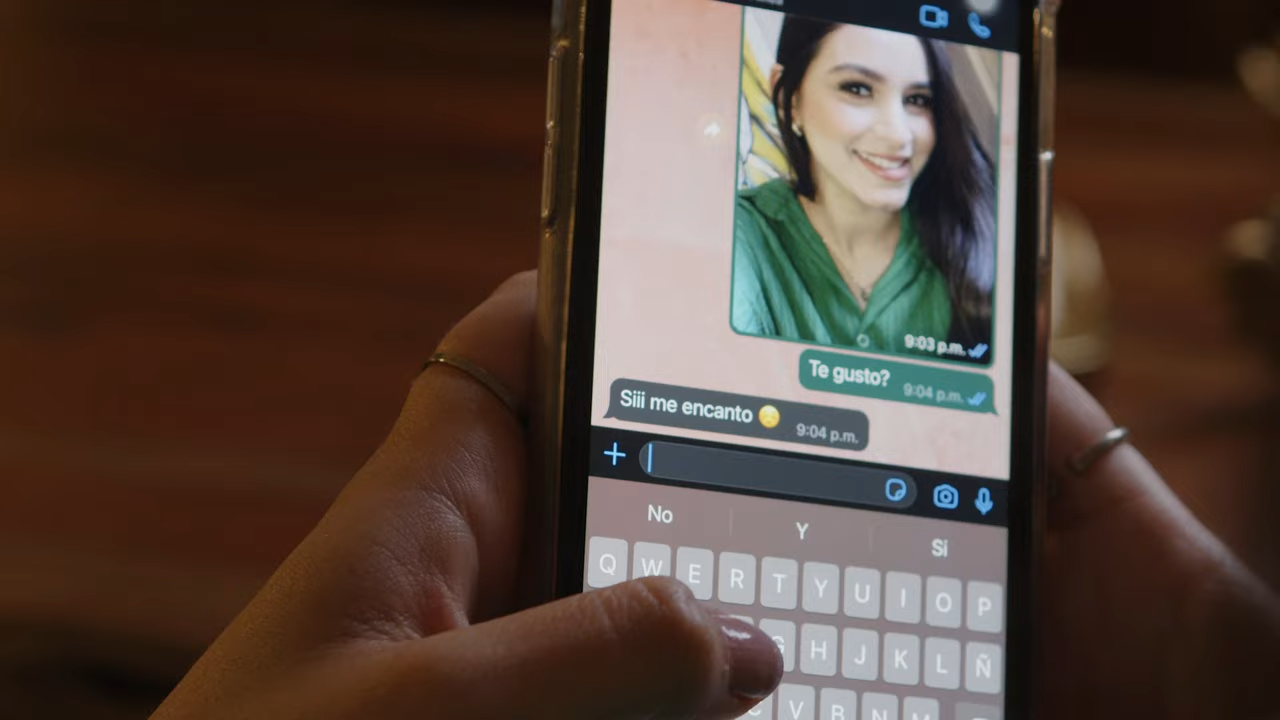 9:03 p.m.
Te gusto?
9:04 p.m.
Siii me encanto 😍
9:04 p.m.
No Y Sí
Q W E R T Y U I O P
G H J K L Ñ
C V B N M